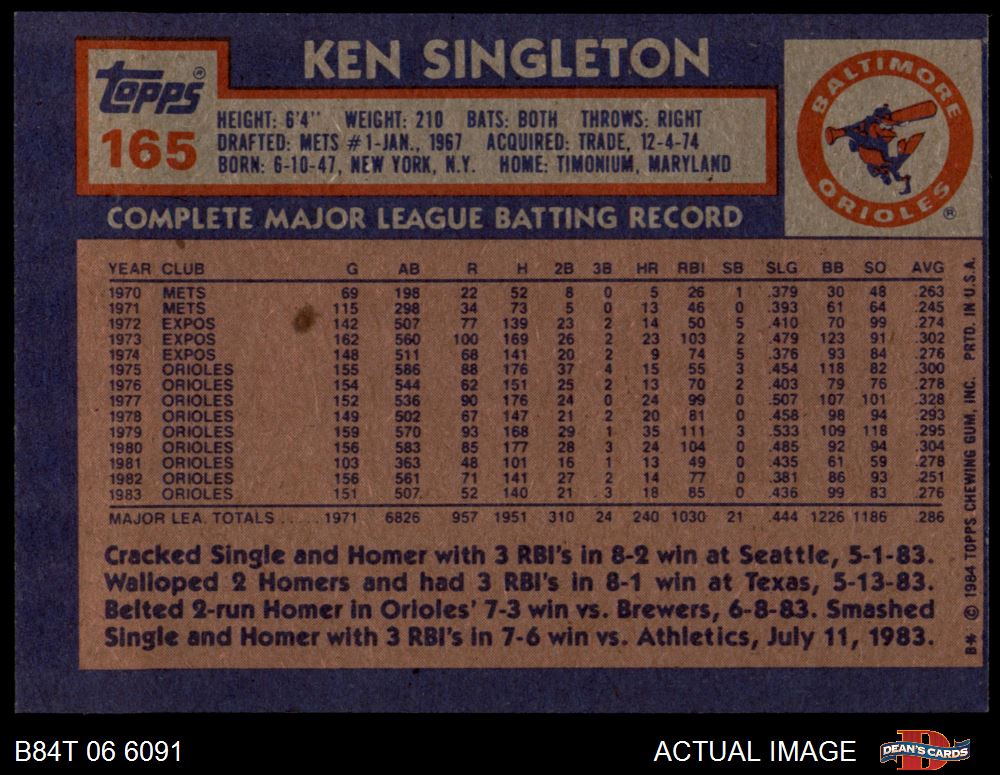 KEN SINGLETON
Topps®
165
HEIGHT: 6'4" WEIGHT: 210 BATS: BOTH THROWS: RIGHT
DRAFTED: METS #1-JAN., 1967 ACQUIRED: TRADE, 12-4-74
BORN: 6-10-47, NEW YORK, N.Y. HOME: TIMONIUM, MARYLAND
BALTIMORE
ORIOLES ®
COMPLETE MAJOR LEAGUE BATTING RECORD
YEAR CLUB G AB R H 2B 3B HR RBI SB SLG BB SO AVG
1970 METS 69 198 22 52 8 0 5 26 1 .379 30 48 .263
1971 METS 115 298 34 73 5 0 13 46 0 .393 61 64 .245
1972 EXPOS 142 507 77 139 23 2 14 50 5 .410 70 99 .274
1973 EXPOS 162 560 100 169 26 2 23 103 2 .479 123 91 .302
1974 EXPOS 148 511 68 141 20 2 9 74 5 .376 93 84 .276
1975 ORIOLES 155 586 88 176 37 4 15 55 3 .454 118 82 .300
1976 ORIOLES 154 544 62 151 25 2 13 70 2 .403 79 76 .278
1977 ORIOLES 152 536 90 176 24 0 24 99 0 .507 107 101 .328
1978 ORIOLES 149 502 67 147 21 2 20 81 0 .458 98 94 .293
1979 ORIOLES 159 570 93 168 29 1 35 111 3 .533 109 118 .295
1980 ORIOLES 156 583 85 177 28 3 24 104 0 .485 92 94 .304
1981 ORIOLES 103 363 48 101 16 1 13 49 0 .435 61 59 .278
1982 ORIOLES 156 561 71 141 27 2 14 77 0 .381 86 93 .251
1983 ORIOLES 151 507 52 140 21 3 18 85 0 .436 99 83 .276
MAJOR LEA. TOTALS ..... 1971 6826 957 1951 310 24 240 1030 21 .444 1226 1186 .286
Cracked Single and Homer with 3 RBI's in 8-2 win at Seattle, 5-1-83.
Walloped 2 Homers and had 3 RBI's in 8-1 win at Texas, 5-13-83.
Belted 2-run Homer in Orioles' 7-3 win vs. Brewers, 6-8-83. Smashed
Single and Homer with 3 RBI's in 7-6 win vs. Athletics, July 11, 1983.
B* © 1984 TOPPS CHEWING GUM, INC. PRTD. IN U.S.A.
B84T 06 6091
ACTUAL IMAGE
DEAN'S CARDS